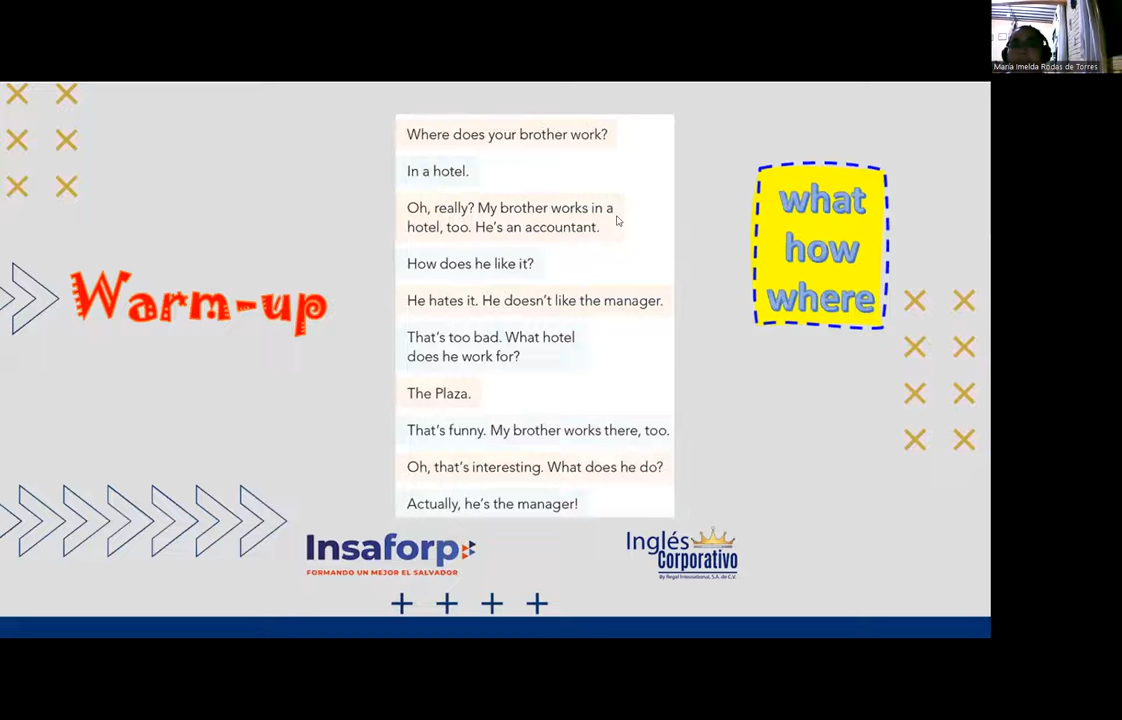 María Imelda Rodas de Torres
Where does your brother work?
In a hotel.
Oh, really? My brother works in a
hotel, too. He's an accountant.
How does he like it?
He hates it. He doesn't like the manager.
That's too bad. What hotel
does he work for?
The Plaza.
That's funny. My brother works there, too.
Oh, that's interesting. What does he do?
Actually, he's the manager!
Warm-up
what
how
where
Insaforp
FORMANDO UN MEJOR EL SALVADOR
Inglés
Corporativo
By Regal International, S.A. de C.V.